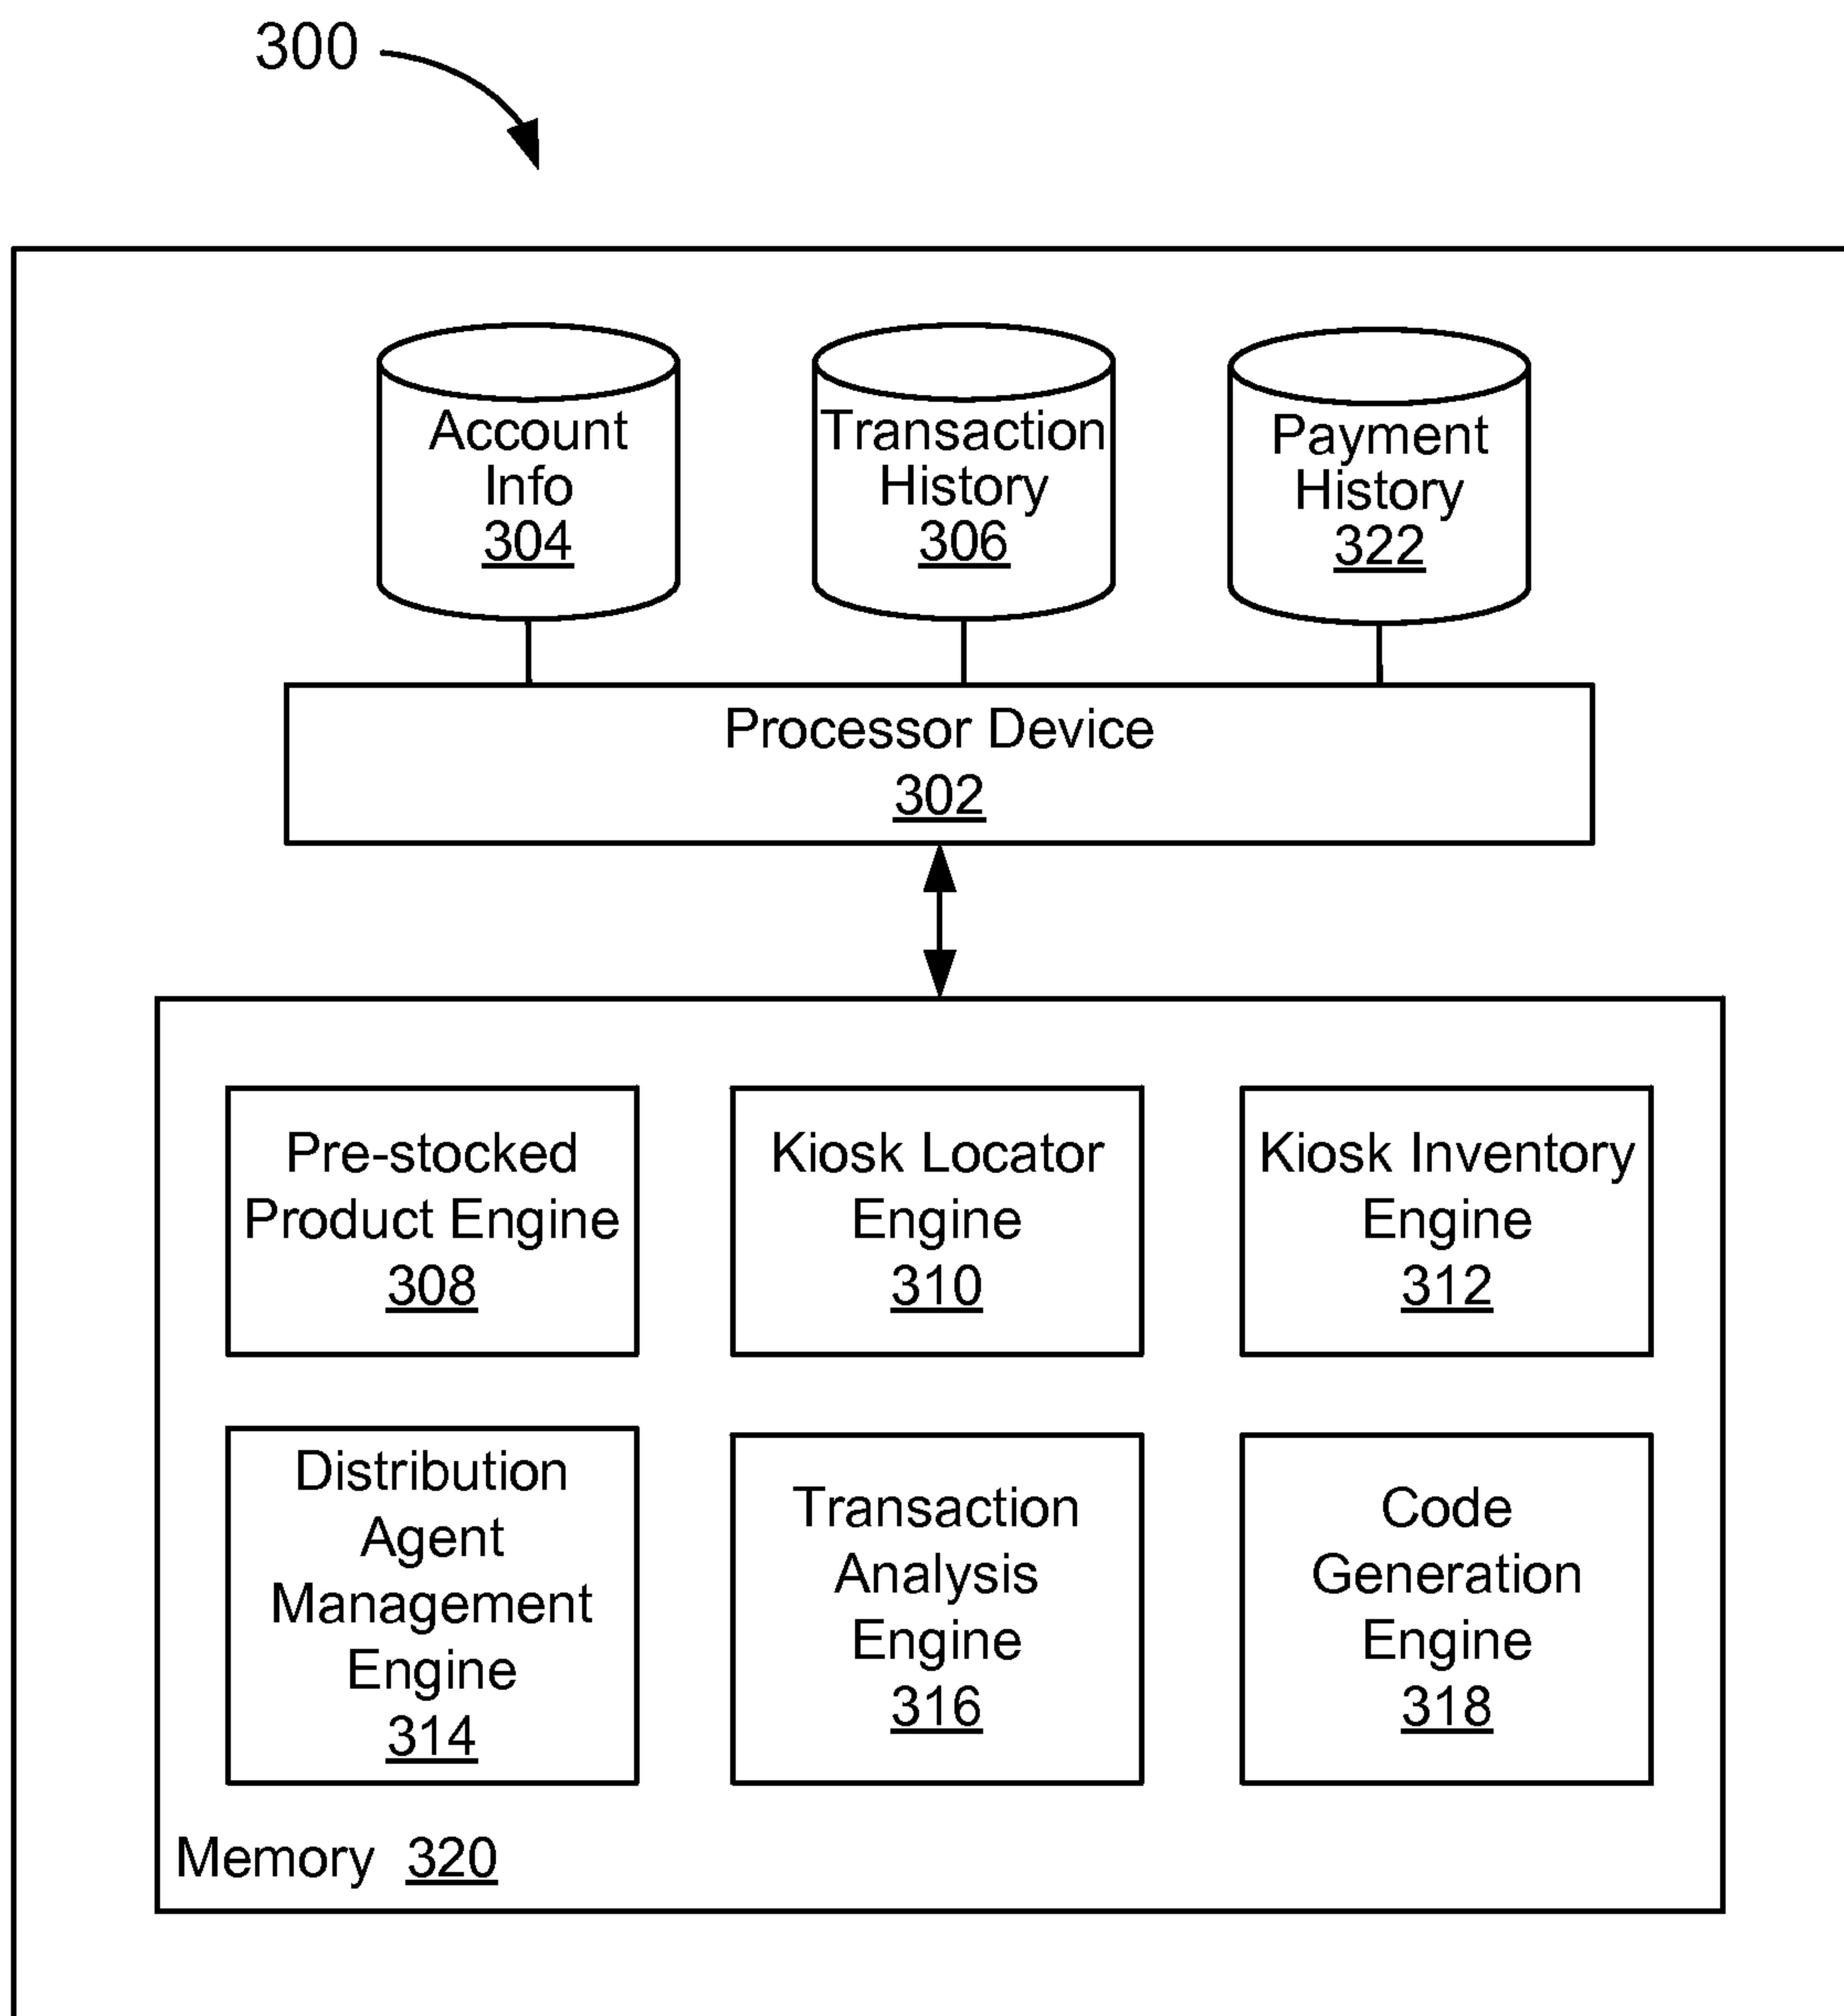 300
Account
Info
304
Transaction
History
306
Payment
History
322
Processor Device
302
Pre-stocked
Product Engine
308
Kiosk Locator
Engine
310
Kiosk Inventory
Engine
312
Distribution
Agent
Management
Engine
314
Transaction
Analysis
Engine
316
Code
Generation
Engine
318
Memory 320